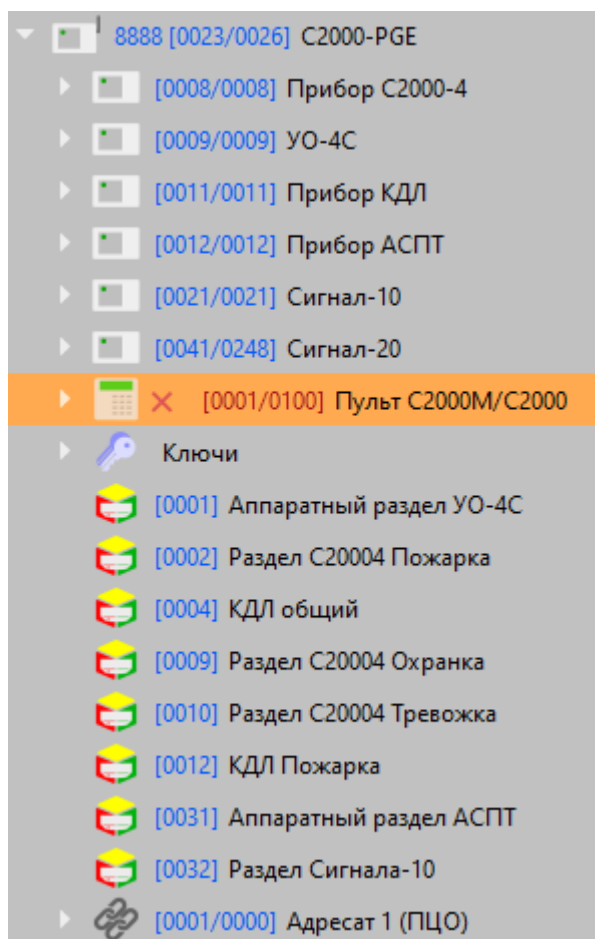 8888 [0023/0026] C2000-PGE
[0008/0008] Прибор С2000-4
[0009/0009] УО-4С
[0011/0011] Прибор КДЛ
[0012/0012] Прибор АСПТ
[0021/0021] Сигнал-10
[0041/0248] Сигнал-20
[0001/0100] Пульт С2000М/С2000
Ключи
[0001] Аппаратный раздел УО-4С
[0002] Раздел С20004 Пожарка
[0004] КДЛ общий
[0009] Раздел С20004 Охранка
[0010] Раздел С20004 Тревожка
[0012] КДЛ Пожарка
[0031] Аппаратный раздел АСПТ
[0032] Раздел Сигнала-10
[0001/0000] Адресат 1 (ПЦО)